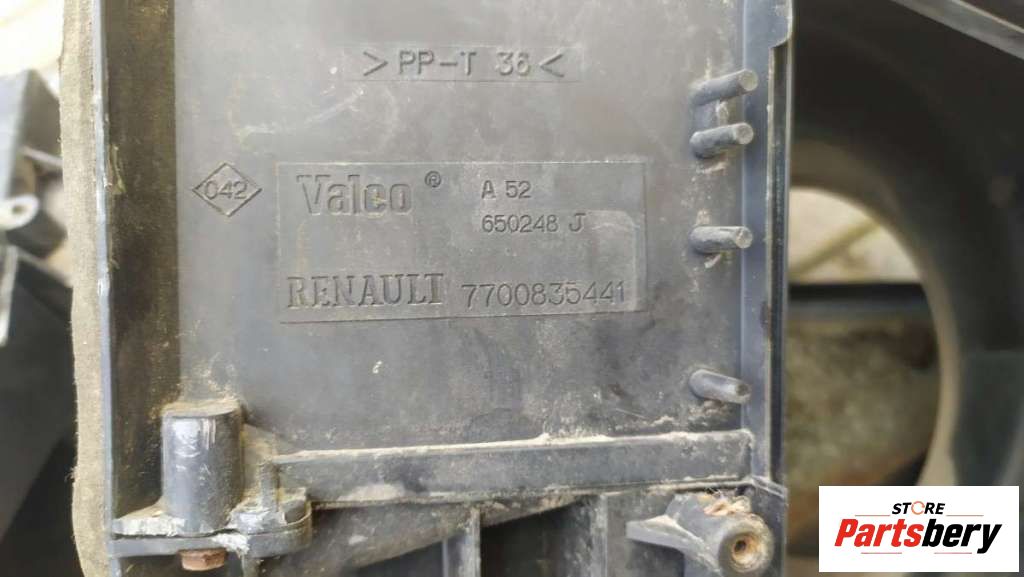 >PP-T 36<
042
Valeo® A 52
650248 J
RENAULT 7700835441
STORE
Partsbery